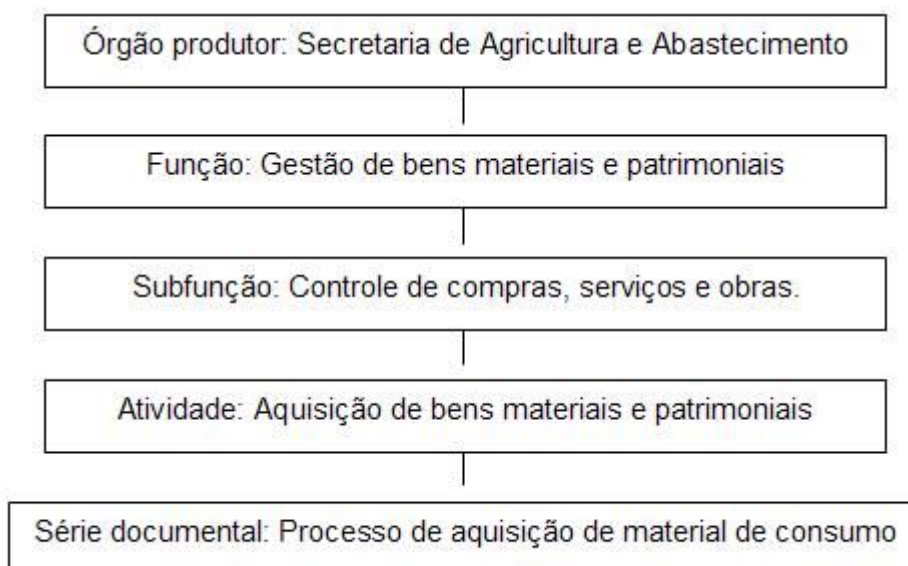 Órgão produtor: Secretaria de Agricultura e Abastecimento
Função: Gestão de bens materiais e patrimoniais
Subfunção: Controle de compras, serviços e obras.
Atividade: Aquisição de bens materiais e patrimoniais
Série documental: Processo de aquisição de material de consumo